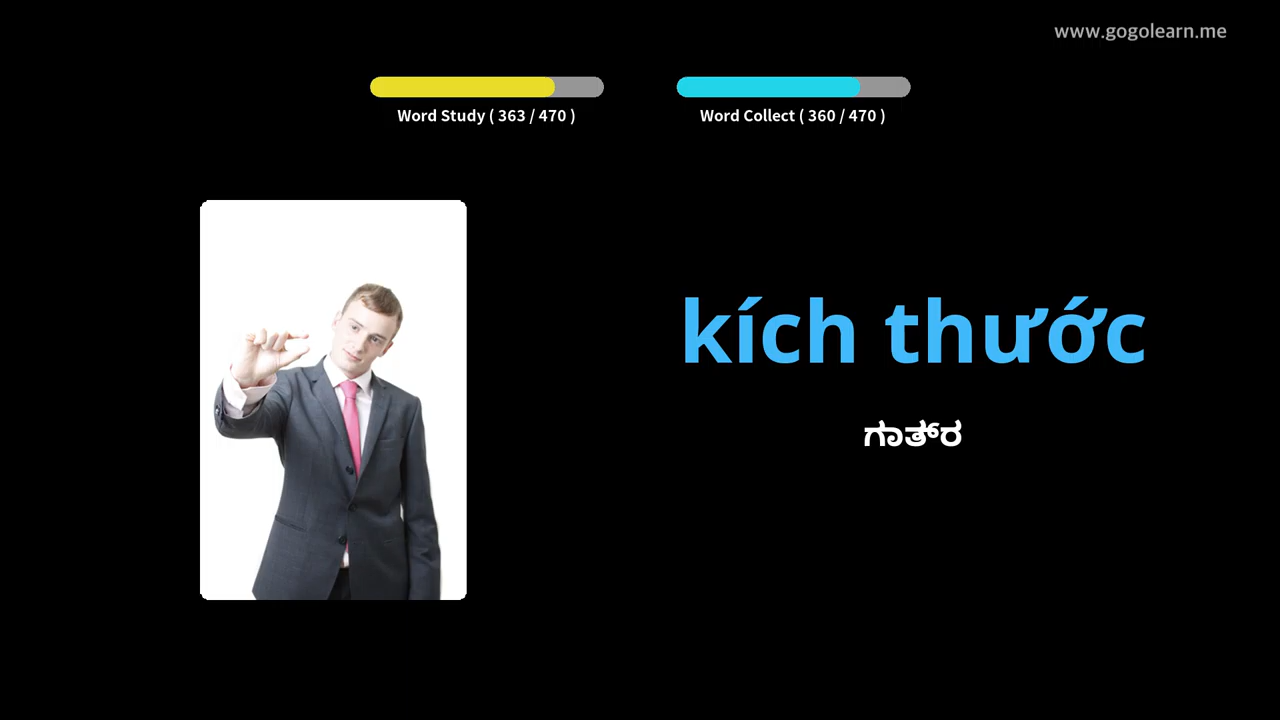 www.gogolearn.me
Word Study ( 363 / 470 )
Word Collect ( 360 / 470 )
kích thước
ಗಾತ್‌ರ